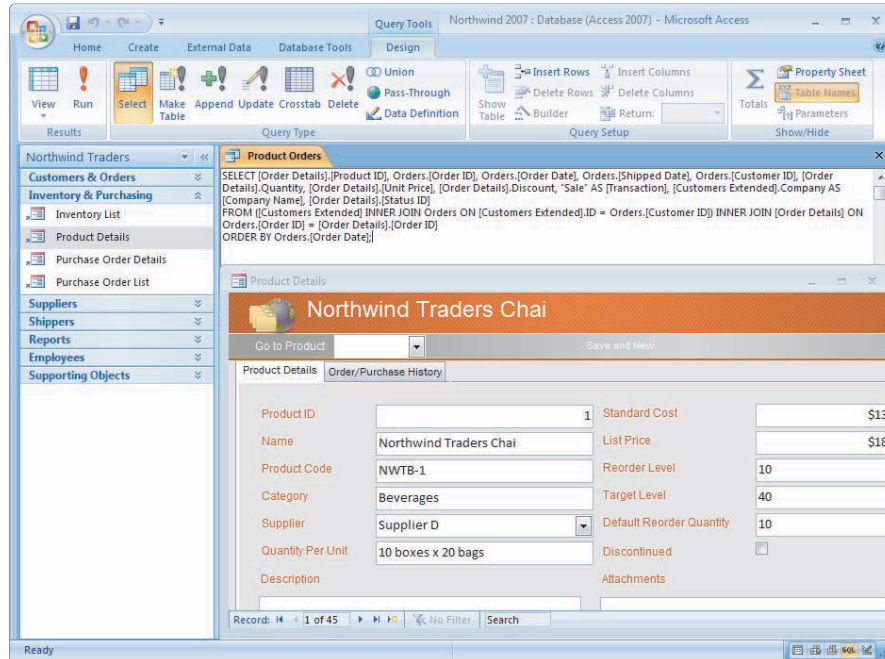 Query Tools
Northwind 2007 : Database (Access 2007) - Microsoft Access
Home Create External Data Database Tools Design
View Run
Results
Select Make Table Append Update Crosstab Delete
Union
Pass-Through
Data Definition
Query Type
Show Table
Insert Rows
Delete Rows
Builder
Insert Columns
Delete Columns
Return:
Query Setup
Totals
Property Sheet
Table Names
Parameters
Show/Hide
Northwind Traders
Customers & Orders
Inventory & Purchasing
Inventory List
Product Details
Purchase Order Details
Purchase Order List
Suppliers
Shippers
Reports
Employees
Supporting Objects
Product Orders
SELECT [Order Details].[Product ID], Orders.[Order ID], Orders.[Order Date], Orders.[Shipped Date], Orders.[Customer ID], [Order
Details].Quantity, [Order Details].[Unit Price], [Order Details].Discount, "Sale" AS [Transaction], [Customers Extended].Company AS
[Company Name], [Order Details].[Status ID]
FROM ([Customers Extended] INNER JOIN Orders ON [Customers Extended].ID = Orders.[Customer ID]) INNER JOIN [Order Details] ON
Orders.[Order ID] = [Order Details].[Order ID]
ORDER BY Orders.[Order Date];
Product Details
Northwind Traders Chai
Go to Product
Save and New
Product Details Order/Purchase History
Product ID 1 Standard Cost $13
Name Northwind Traders Chai List Price $18
Product Code NWTB-1 Reorder Level 10
Category Beverages Target Level 40
Supplier Supplier D Default Reorder Quantity 10
Quantity Per Unit 10 boxes x 20 bags Discontinued
Description Attachments
Record: 1 of 45 No Filter Search
Ready SQL